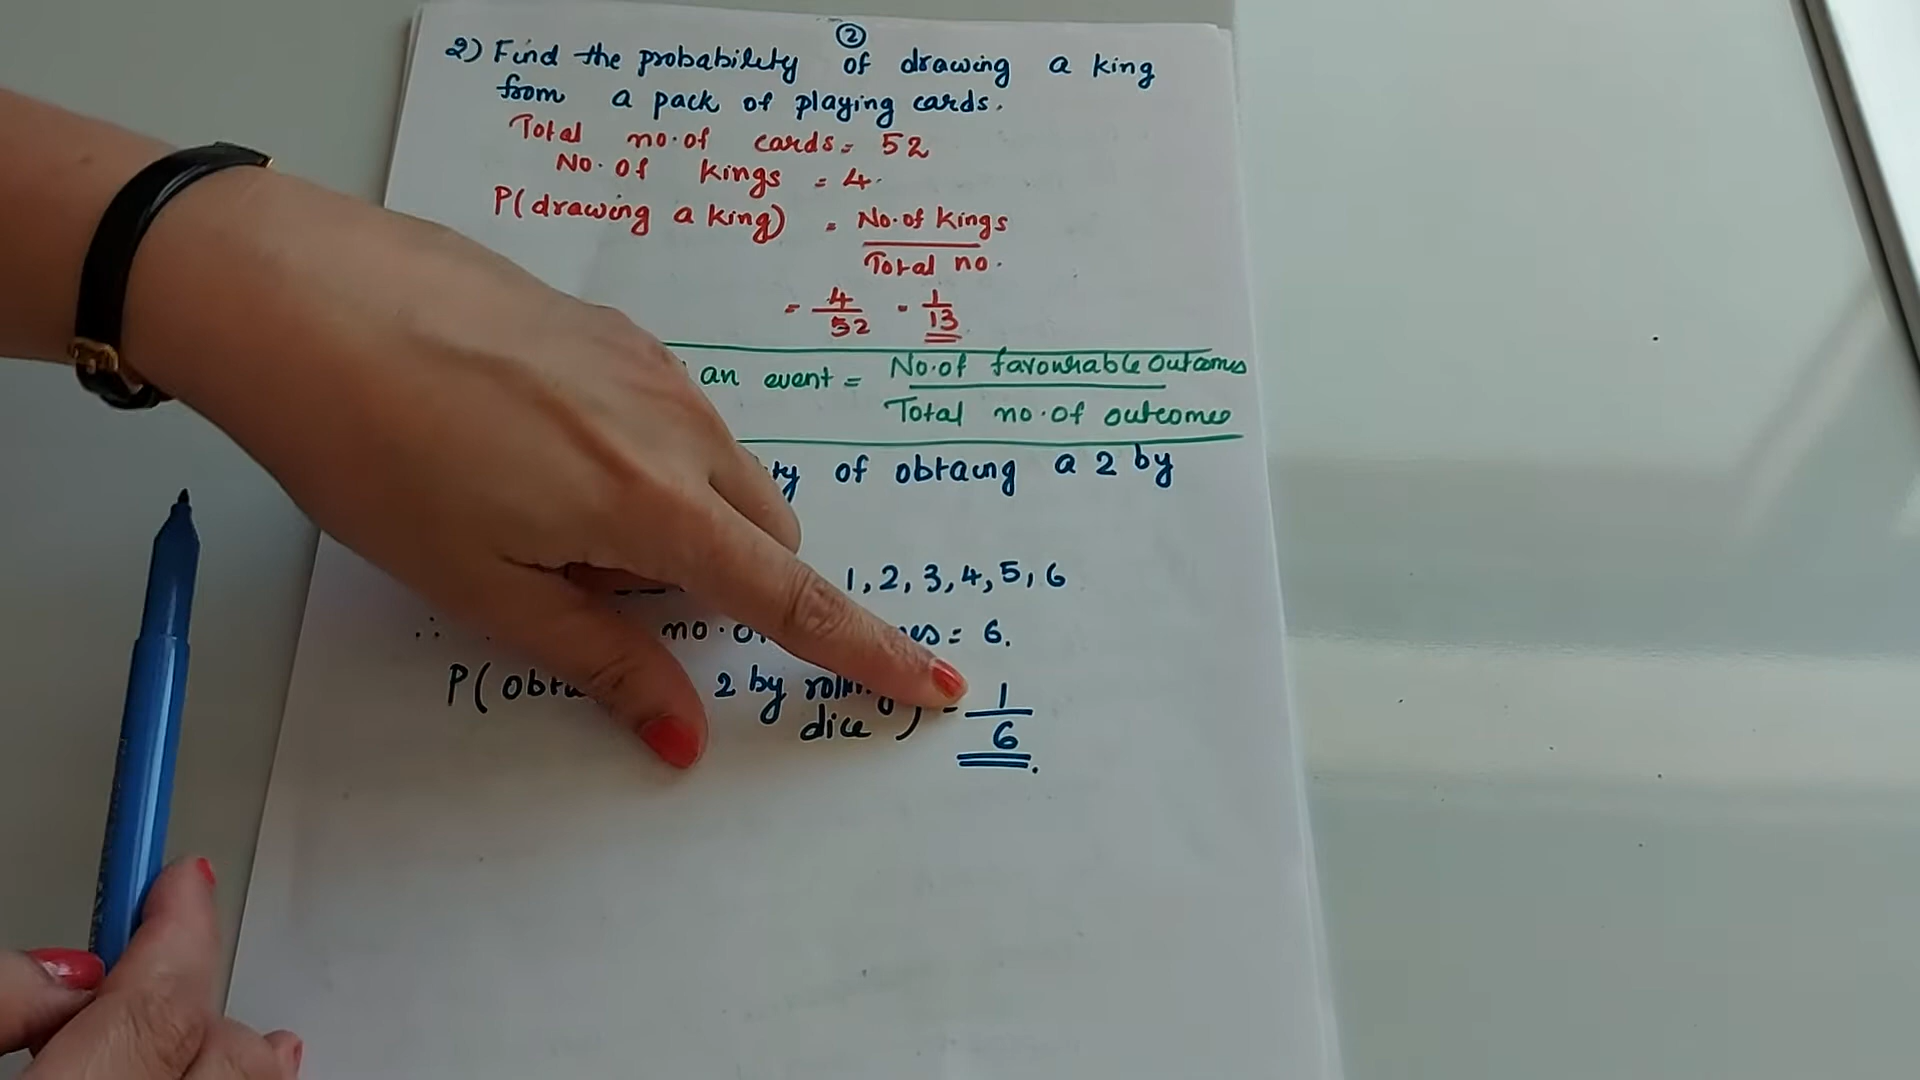 ②
2) Find the probability of drawing a king
from a pack of playing cards.
Total no. of cards = 52
No. of kings = 4.
P(drawing a king) = No. of kings
Total no.
= 4/52 = 1/13
an event = No. of favourable outcomes
Total no. of outcomes
of obtaing a 2 by
1, 2, 3, 4, 5, 6
∴ no. = 6.
P( 2 by
dice ) = 1/6.